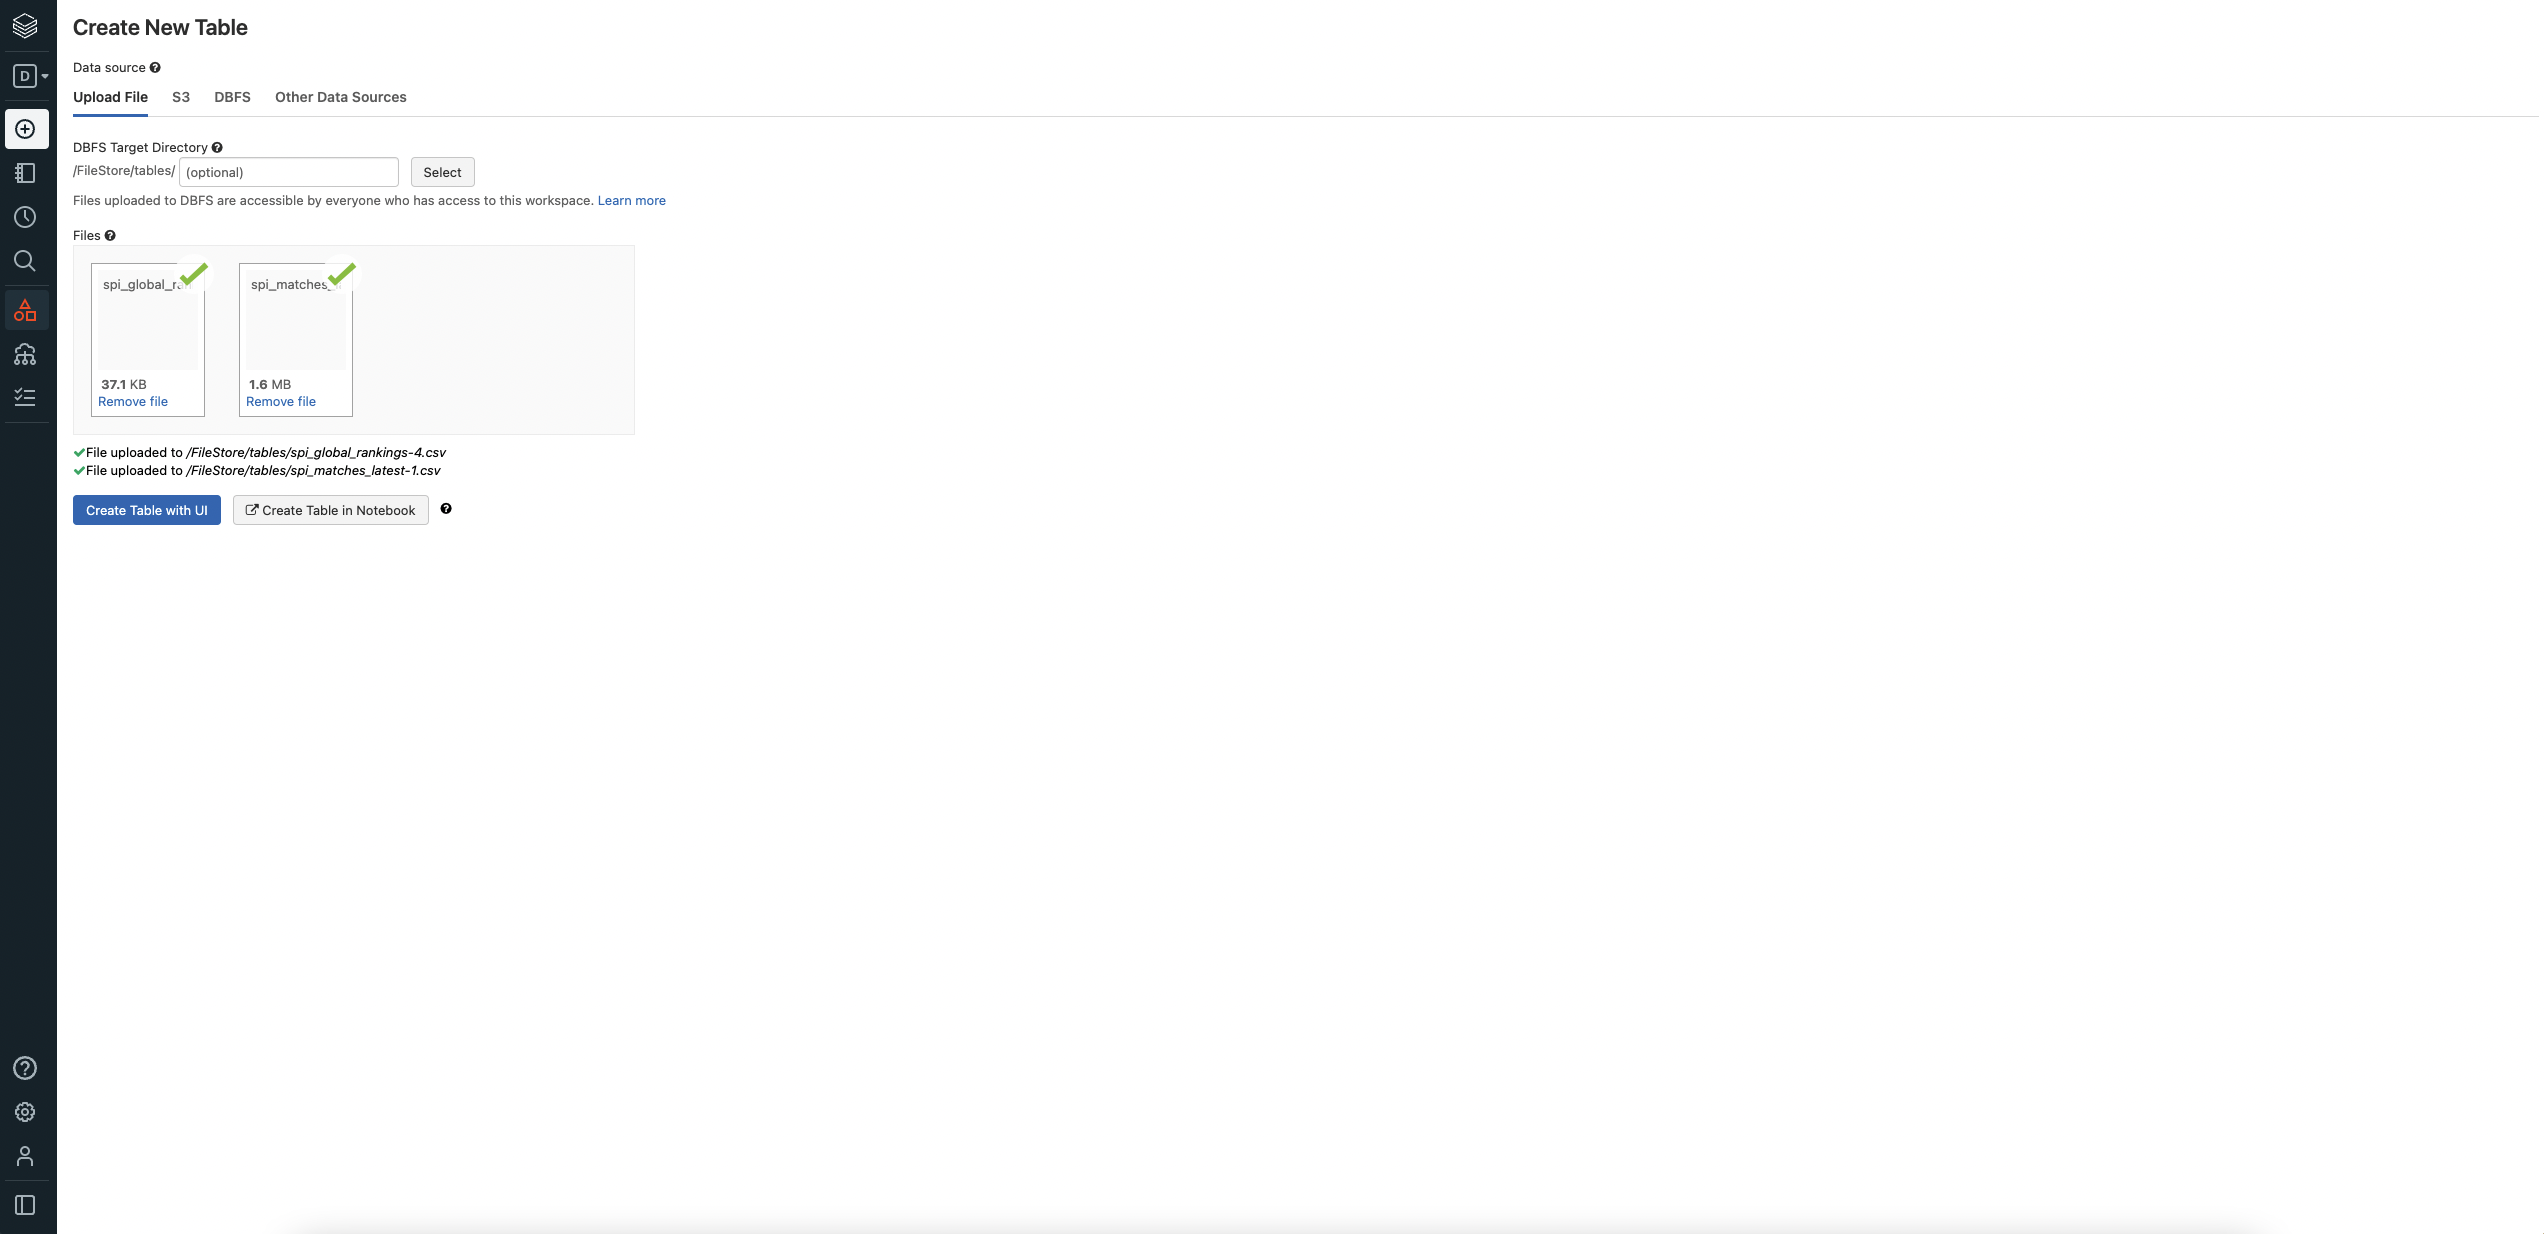 Create New Table
D
Data source
Upload File S3 DBFS Other Data Sources
DBFS Target Directory
/FileStore/tables/ (optional) Select
Files uploaded to DBFS are accessible by everyone who has access to this workspace. Learn more
Files
spi_global_ran spi_matches_
37.1 KB 1.6 MB
Remove file Remove file
File uploaded to /FileStore/tables/spi_global_rankings-4.csv
File uploaded to /FileStore/tables/spi_matches_latest-1.csv
Create Table with UI Create Table in Notebook